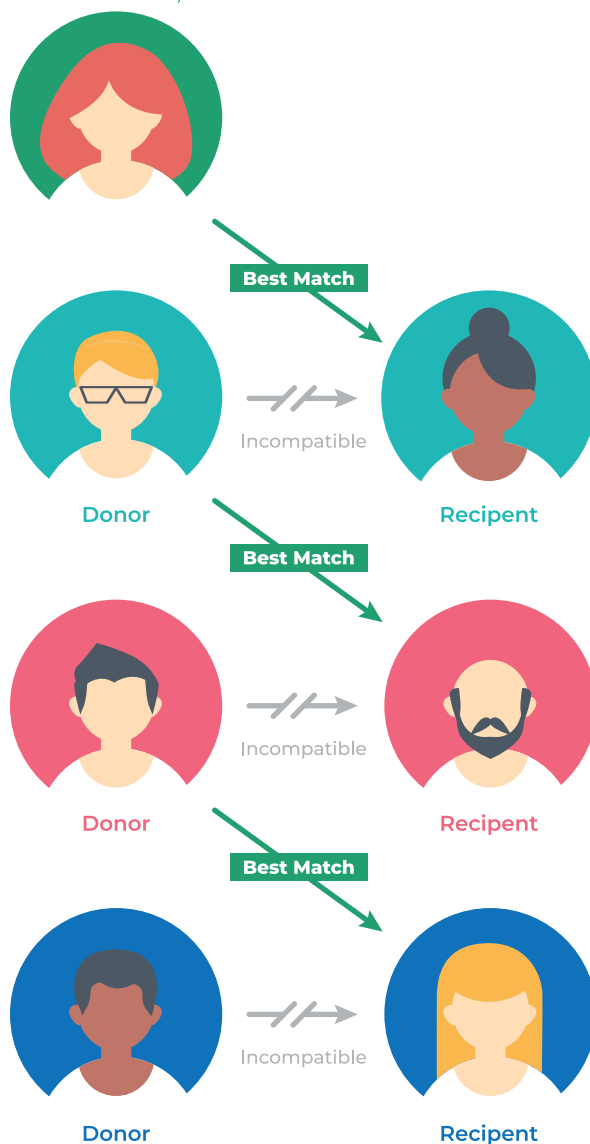 Best Match
Incompatible
Donor
Recipent
Best Match
Incompatible
Donor
Recipent
Best Match
Incompatible
Donor
Recipent